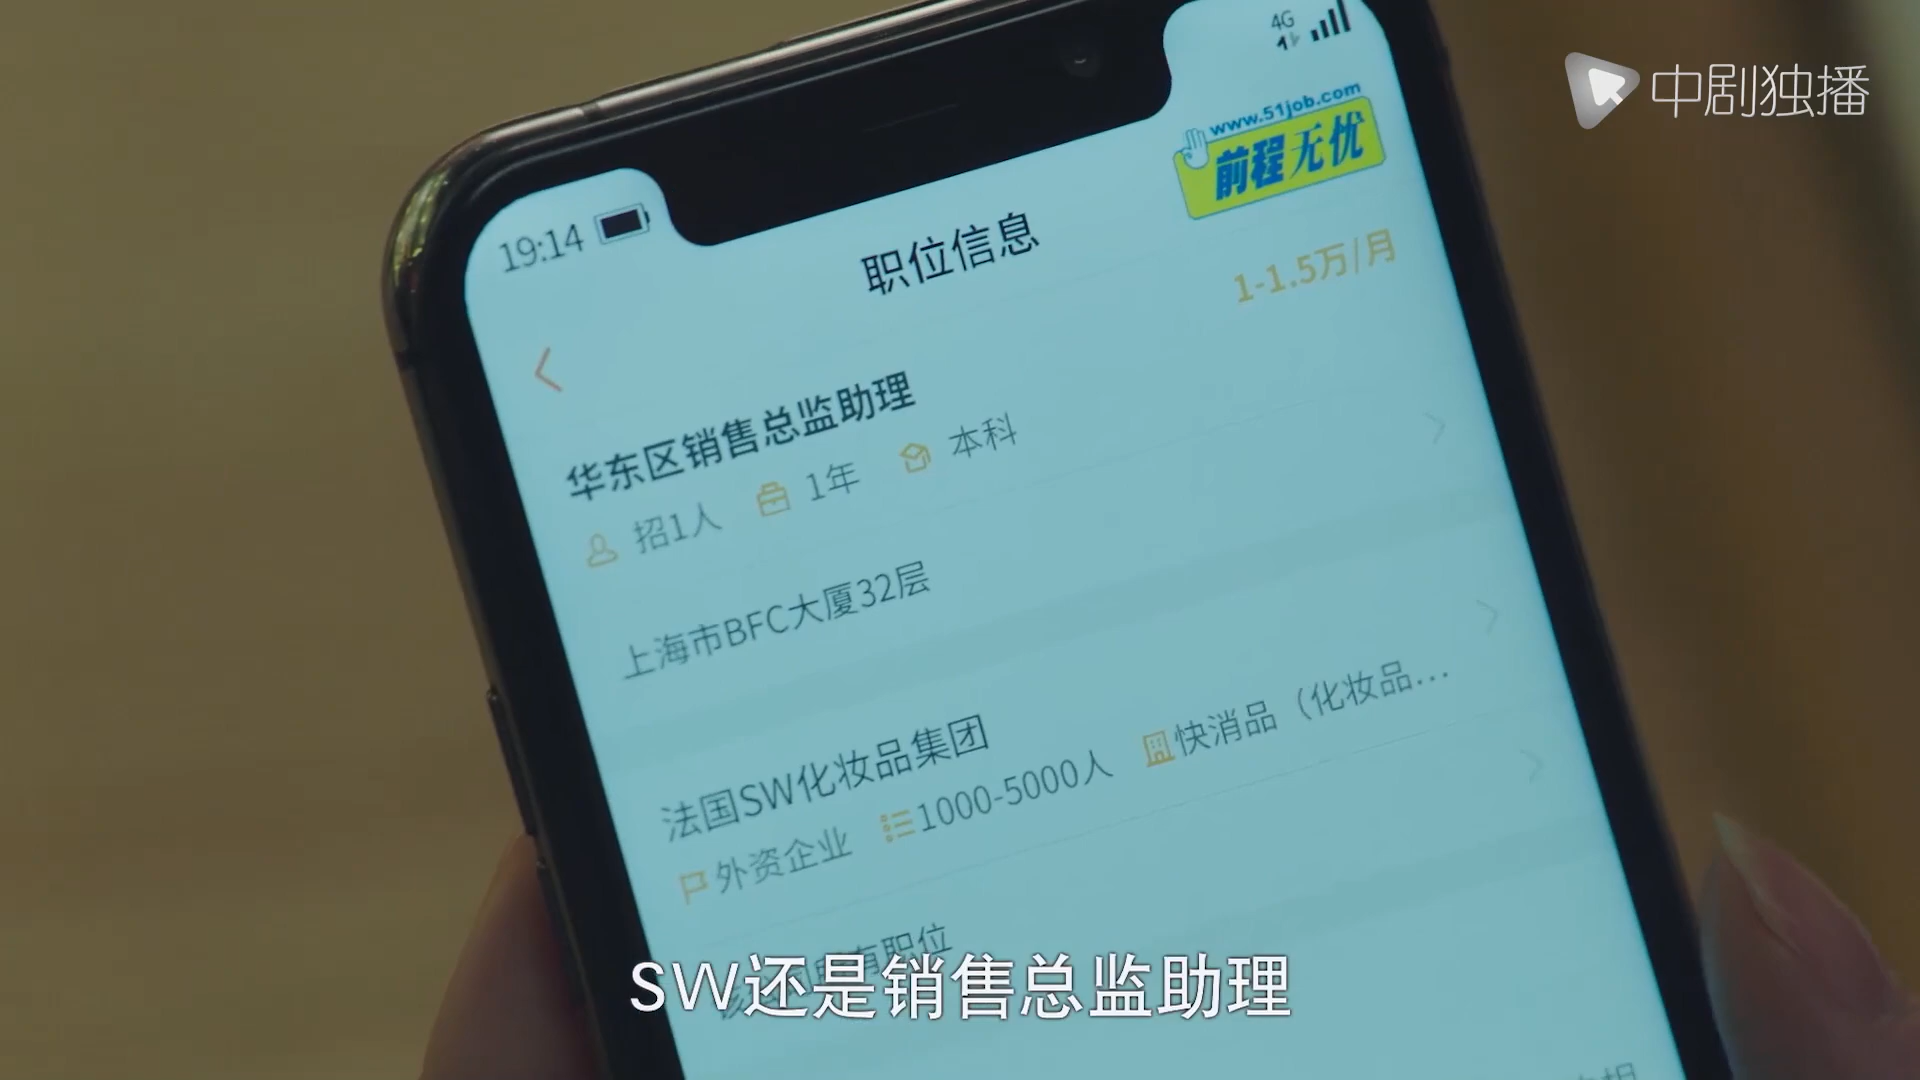 4G
中剧独播
www.51job.com
前程无忧
19:14
职位信息
1-1.5万/月
华东区销售总监助理
招1人 1年 本科
上海市BFC大厦32层
法国SW化妆品集团
外资企业 1000-5000人 快消品（化妆品...
有职位
SW还是销售总监助理